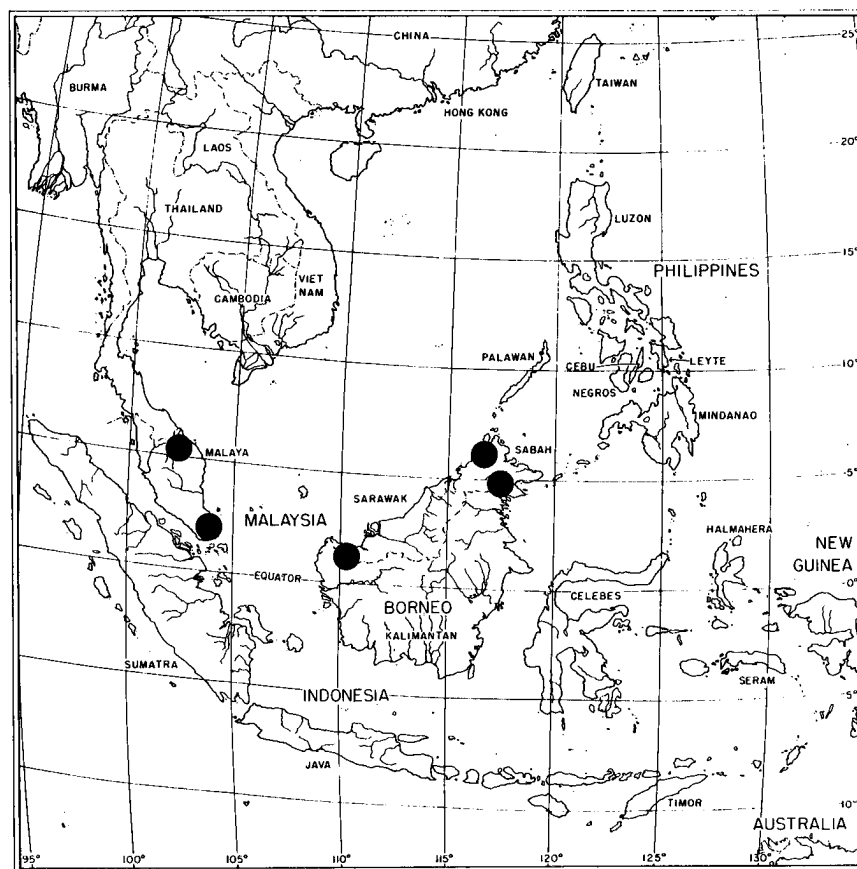 CHINA
25°
BURMA
TAIWAN
HONG KONG
LAOS
20°
THAILAND
LUZON
VIET
NAM
15°
PHILIPPINES
CAMBODIA
PALAWAN
CEBU
LEYTE
10°
NEGROS
MINDANAO
MALAYA
SABAH
5°
SARAWAK
MALAYSIA
HALMAHERA
NEW
GUINEA
EQUATOR
0°
CELEBES
BORNEO
KALIMANTAN
SUMATRA
SERAM
INDONESIA
5°
JAVA
TIMOR
10°
AUSTRALIA
95° 100° 105° 110° 115° 120° 125° 130°